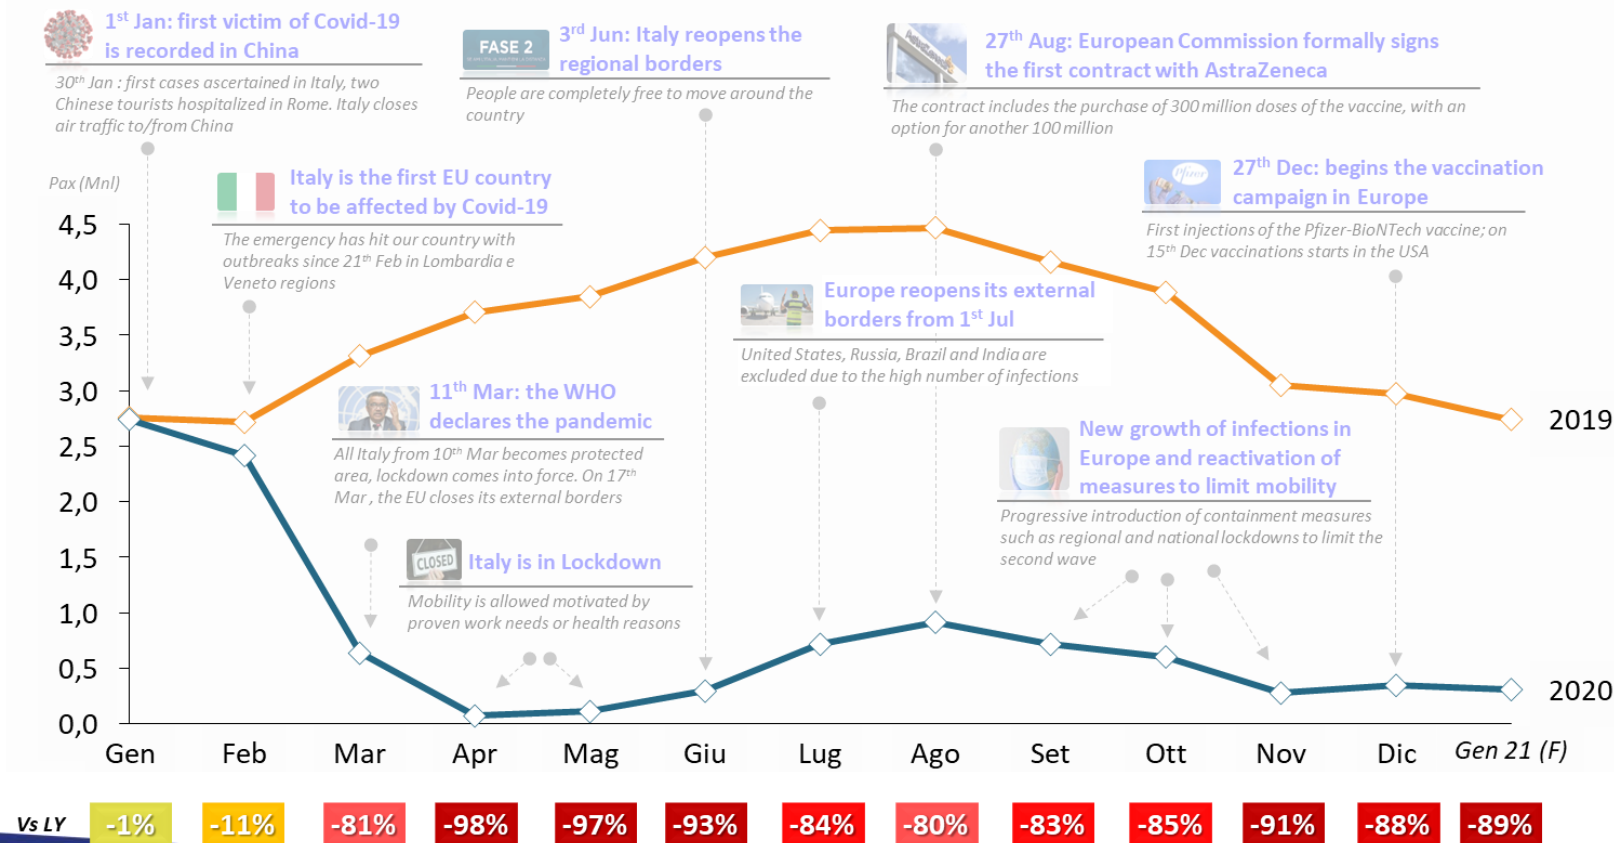 1st Jan: first victim of Covid-19
is recorded in China
30th Jan : first cases ascertained in Italy, two
Chinese tourists hospitalized in Rome. Italy closes
air traffic to/from China
FASE 2
3rd Jun: Italy reopens the
regional borders
People are completely free to move around the
country
27th Aug: European Commission formally signs
the first contract with AstraZeneca
The contract includes the purchase of 300 million doses of the vaccine, with an
option for another 100 million
Italy is the first EU country
to be affected by Covid-19
The emergency has hit our country with
outbreaks since 21th Feb in Lombardia e
Veneto regions
Pfizer
27th Dec: begins the vaccination
campaign in Europe
First injections of the Pfizer-BioNTech vaccine; on
15th Dec vaccinations starts in the USA
Europe reopens its external
borders from 1st Jul
United States, Russia, Brazil and India are
excluded due to the high number of infections
11th Mar: the WHO
declares the pandemic
All Italy from 10th Mar becomes protected
area, lockdown comes into force. On 17th
Mar , the EU closes its external borders
New growth of infections in
Europe and reactivation of
measures to limit mobility
Progressive introduction of containment measures
such as regional and national lockdowns to limit the
second wave
CLOSED
Italy is in Lockdown
Mobility is allowed motivated by
proven work needs or health reasons
Pax (Mnl)
4,5
4,0
3,5
3,0
2,5
2,0
1,5
1,0
0,5
0,0
2019
2020
Gen Feb Mar Apr Mag Giu Lug Ago Set Ott Nov Dic Gen 21 (F)
Vs LY -1% -11% -81% -98% -97% -93% -84% -80% -83% -85% -91% -88% -89%